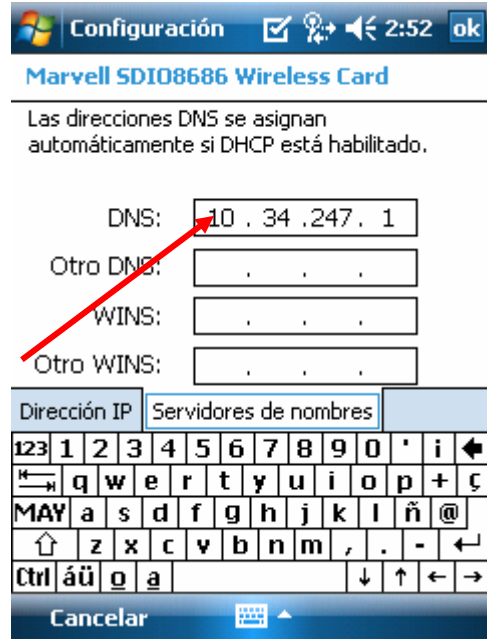 Configuración 2:52 ok
Marvell SDIO8686 Wireless Card
Las direcciones DNS se asignan
automáticamente si DHCP está habilitado.
DNS: 10 . 34 .247. 1
Otro DNS: . . .
WINS: . . .
Otro WINS: . . .
Dirección IP Servidores de nombres
123 1 2 3 4 5 6 7 8 9 0 ' i
q w e r t y u i o p + ç
MAY a s d f g h j k l ñ @
z x c v b n m , . -
Ctrl áü o a ↓ ↑ ← →
Cancelar